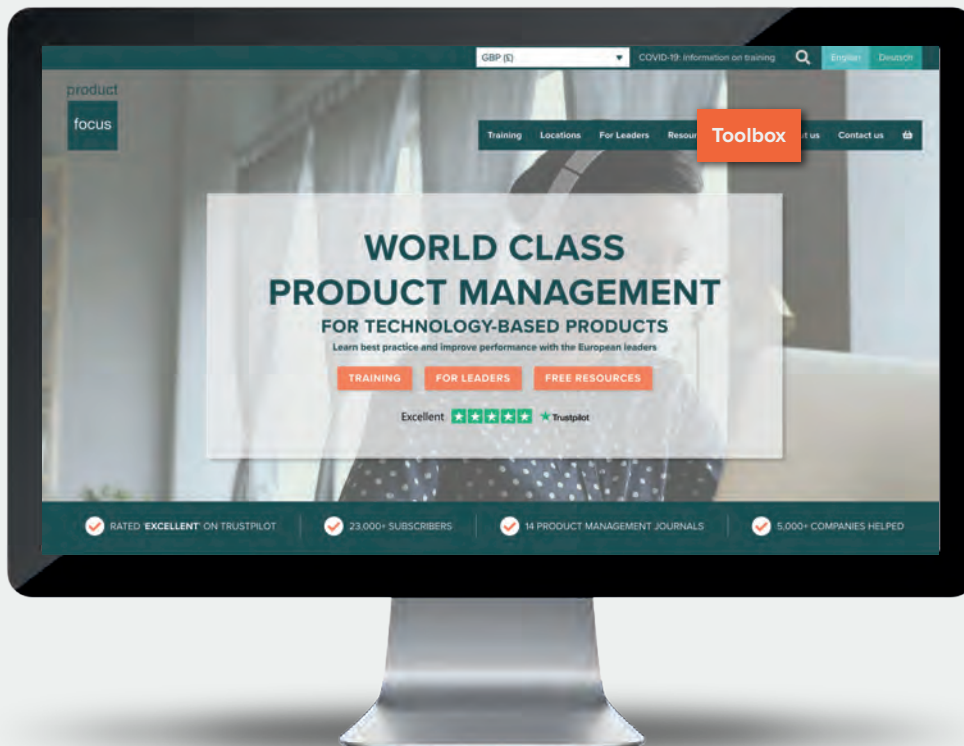 GBP (£)
COVID-19: Information on training
English
Deutsch
product
focus
Training
Locations
For Leaders
Resour
Toolbox
ut us
Contact us
WORLD CLASS
PRODUCT MANAGEMENT
FOR TECHNOLOGY-BASED PRODUCTS
Learn best practice and improve performance with the European leaders
TRAINING
FOR LEADERS
FREE RESOURCES
Excellent
Trustpilot
RATED 'EXCELLENT' ON TRUSTPILOT
23,000+ SUBSCRIBERS
14 PRODUCT MANAGEMENT JOURNALS
5,000+ COMPANIES HELPED